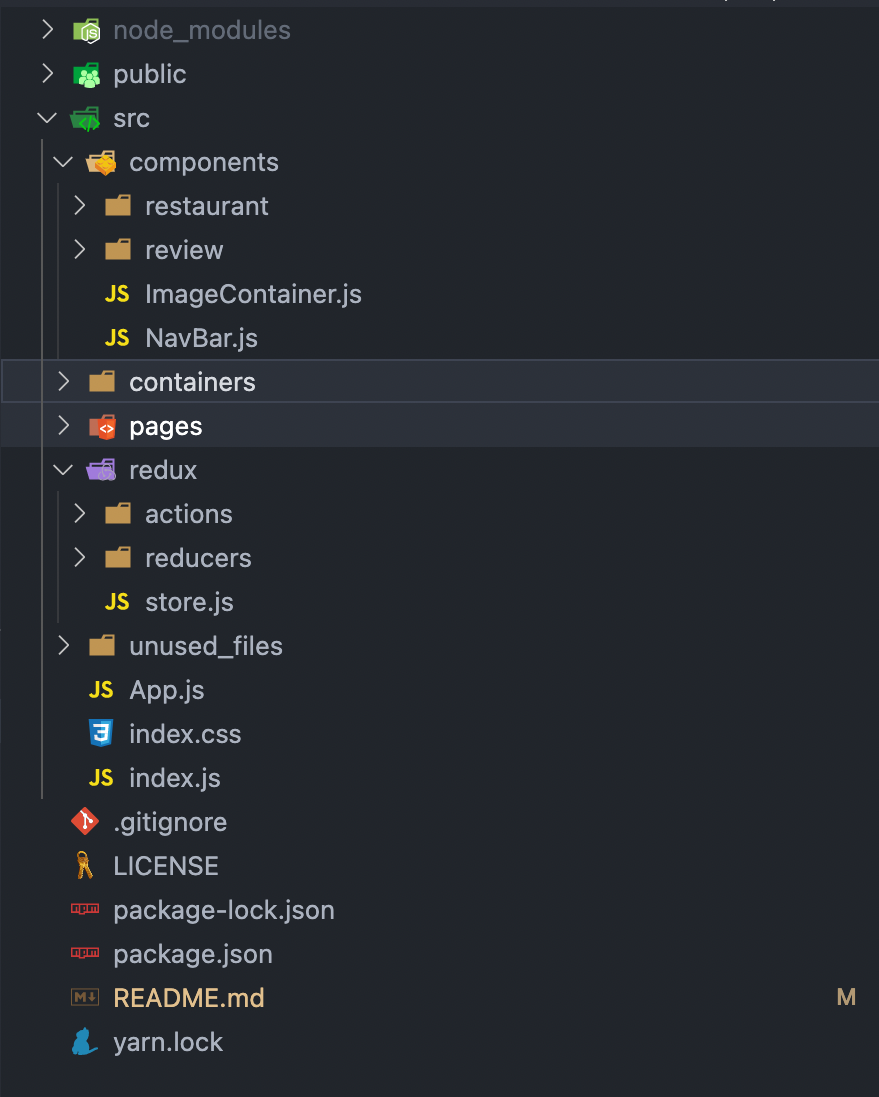 node_modules
public
src
components
restaurant
review
JS ImageContainer.js
JS NavBar.js
containers
pages
redux
actions
reducers
JS store.js
unused_files
JS App.js
index.css
JS index.js
.gitignore
LICENSE
package-lock.json
package.json
README.md M
yarn.lock